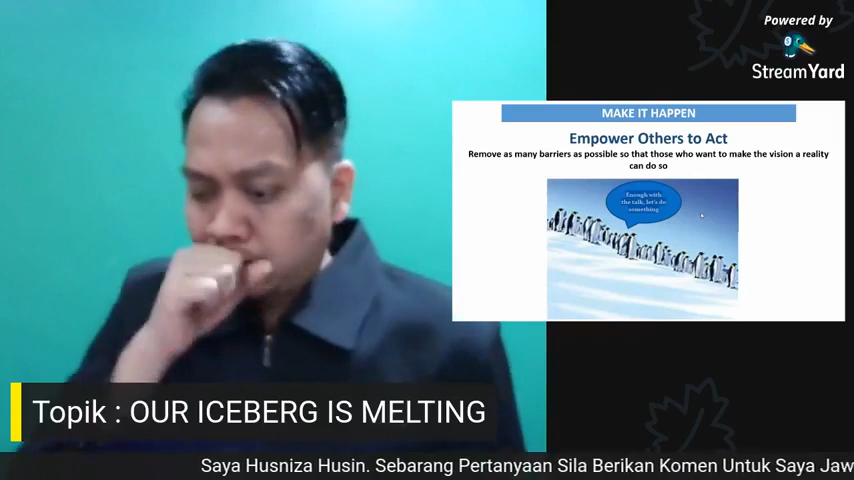 Powered by
StreamYard
MAKE IT HAPPEN
Empower Others to Act
Remove as many barriers as possible so that those who want to make the vision a reality
can do so
Enough with
the talk, let's do
something
Topik : OUR ICEBERG IS MELTING
Saya Husniza Husin. Sebarang Pertanyaan Sila Berikan Komen Untuk Saya Jaw